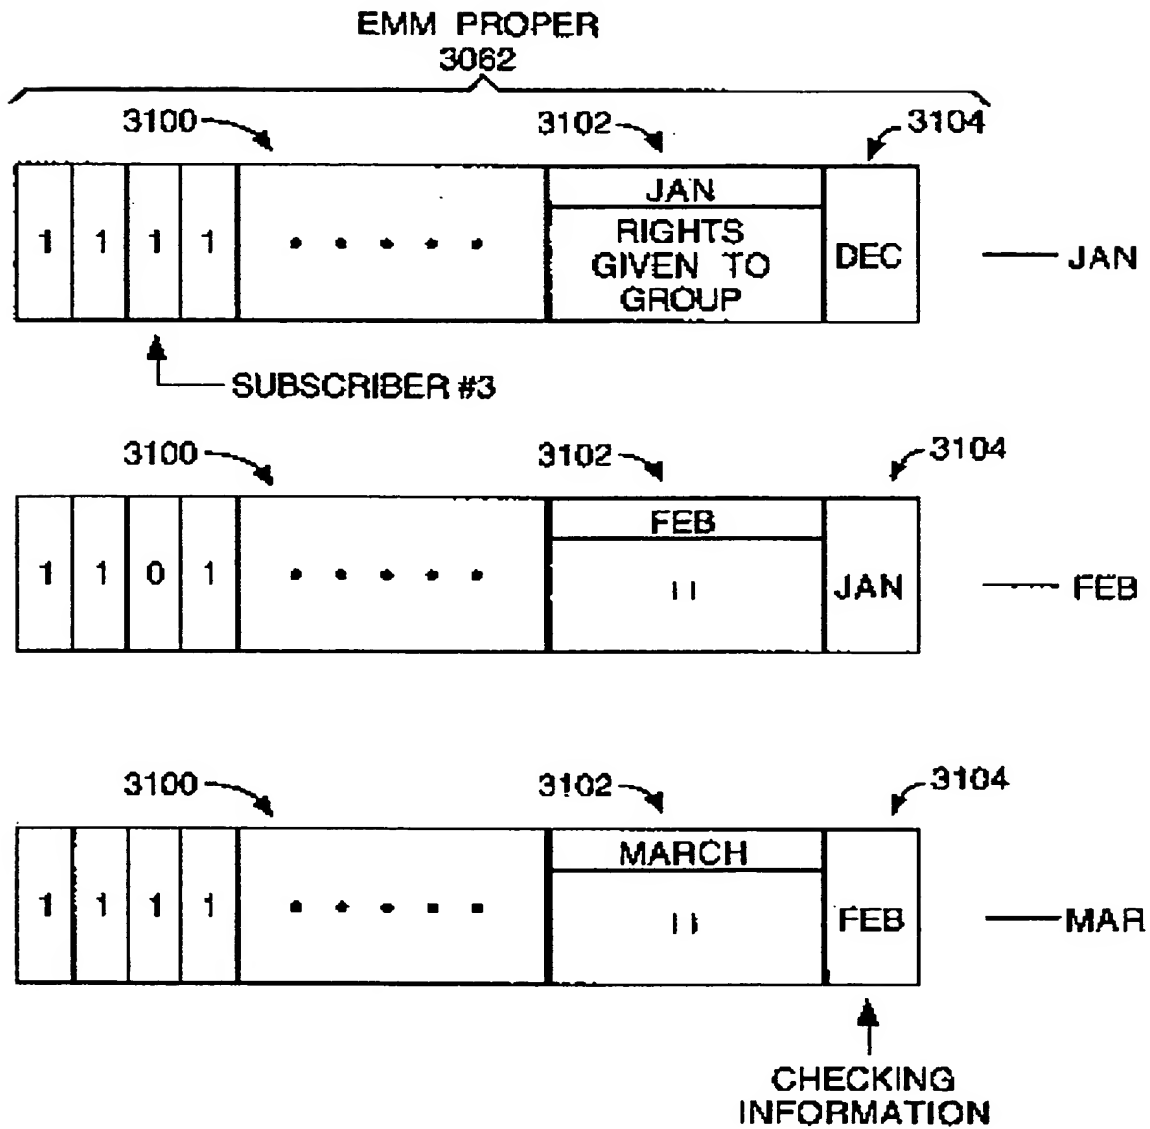 EMM PROPER
3062
3100 3102 3104
1 1 1 1 • • • • • JAN
RIGHTS
GIVEN TO
GROUP
DEC
JAN
SUBSCRIBER #3
3100 3102 3104
1 1 0 1 • • • • • FEB
" JAN
FEB
3100 3102 3104
1 1 1 1 • • • • • MARCH
" FEB
MAR
CHECKING
INFORMATION